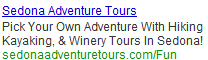 Sedona Adventure Tours
Pick Your Own Adventure With Hiking
Kayaking, & Winery Tours In Sedona!
sedonaadventuretours.com/Fun